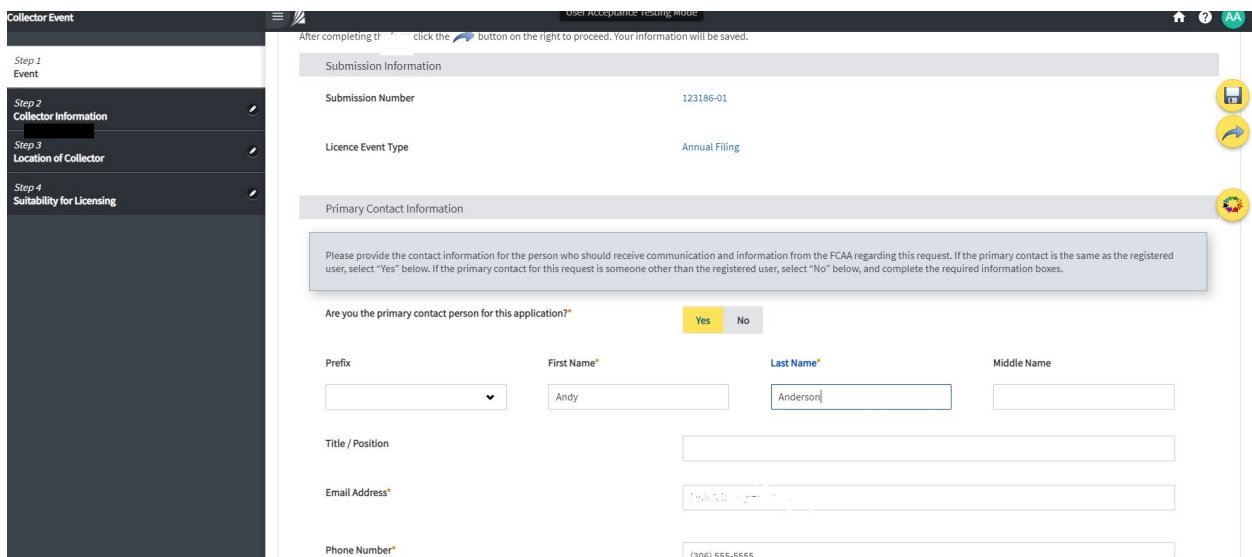 Collector Event
User Acceptance Testing Mode
AA
After completing click the button on the right to proceed. Your information will be saved.
Step 1
Event
Step 2
Collector Information
Step 3
Location of Collector
Step 4
Suitability for Licensing
Submission Information
Submission Number
123186-01
Licence Event Type
Annual Filing
Primary Contact Information
Please provide the contact information for the person who should receive communication and information from the FCAA regarding this request. If the primary contact is the same as the registered
user, select “Yes” below. If the primary contact for this request is someone other than the registered user, select “No” below, and complete the required information boxes.
Are you the primary contact person for this application?*
Yes No
Prefix First Name* Last Name* Middle Name
Andy Anderson
Title / Position
Email Address*
Phone Number*
(306) 555-5555